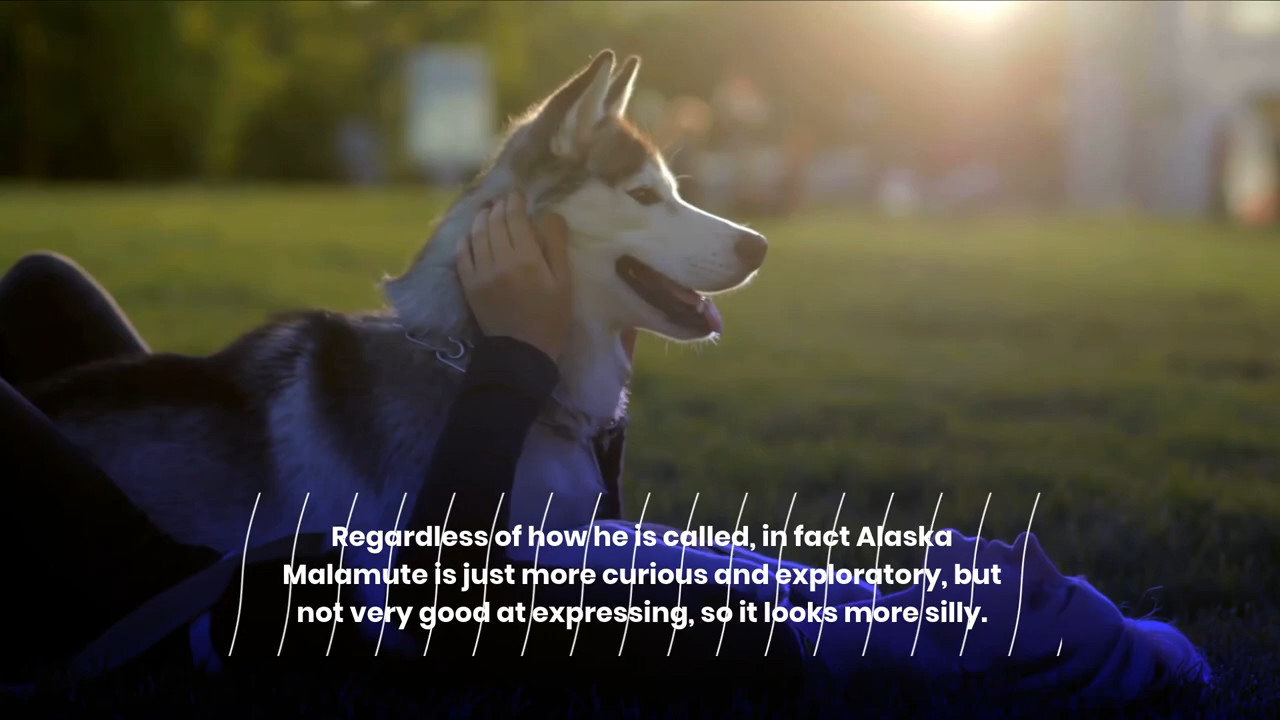 Regardless of how he is called, in fact Alaska
Malamute is just more curious and exploratory, but
not very good at expressing, so it looks more silly.